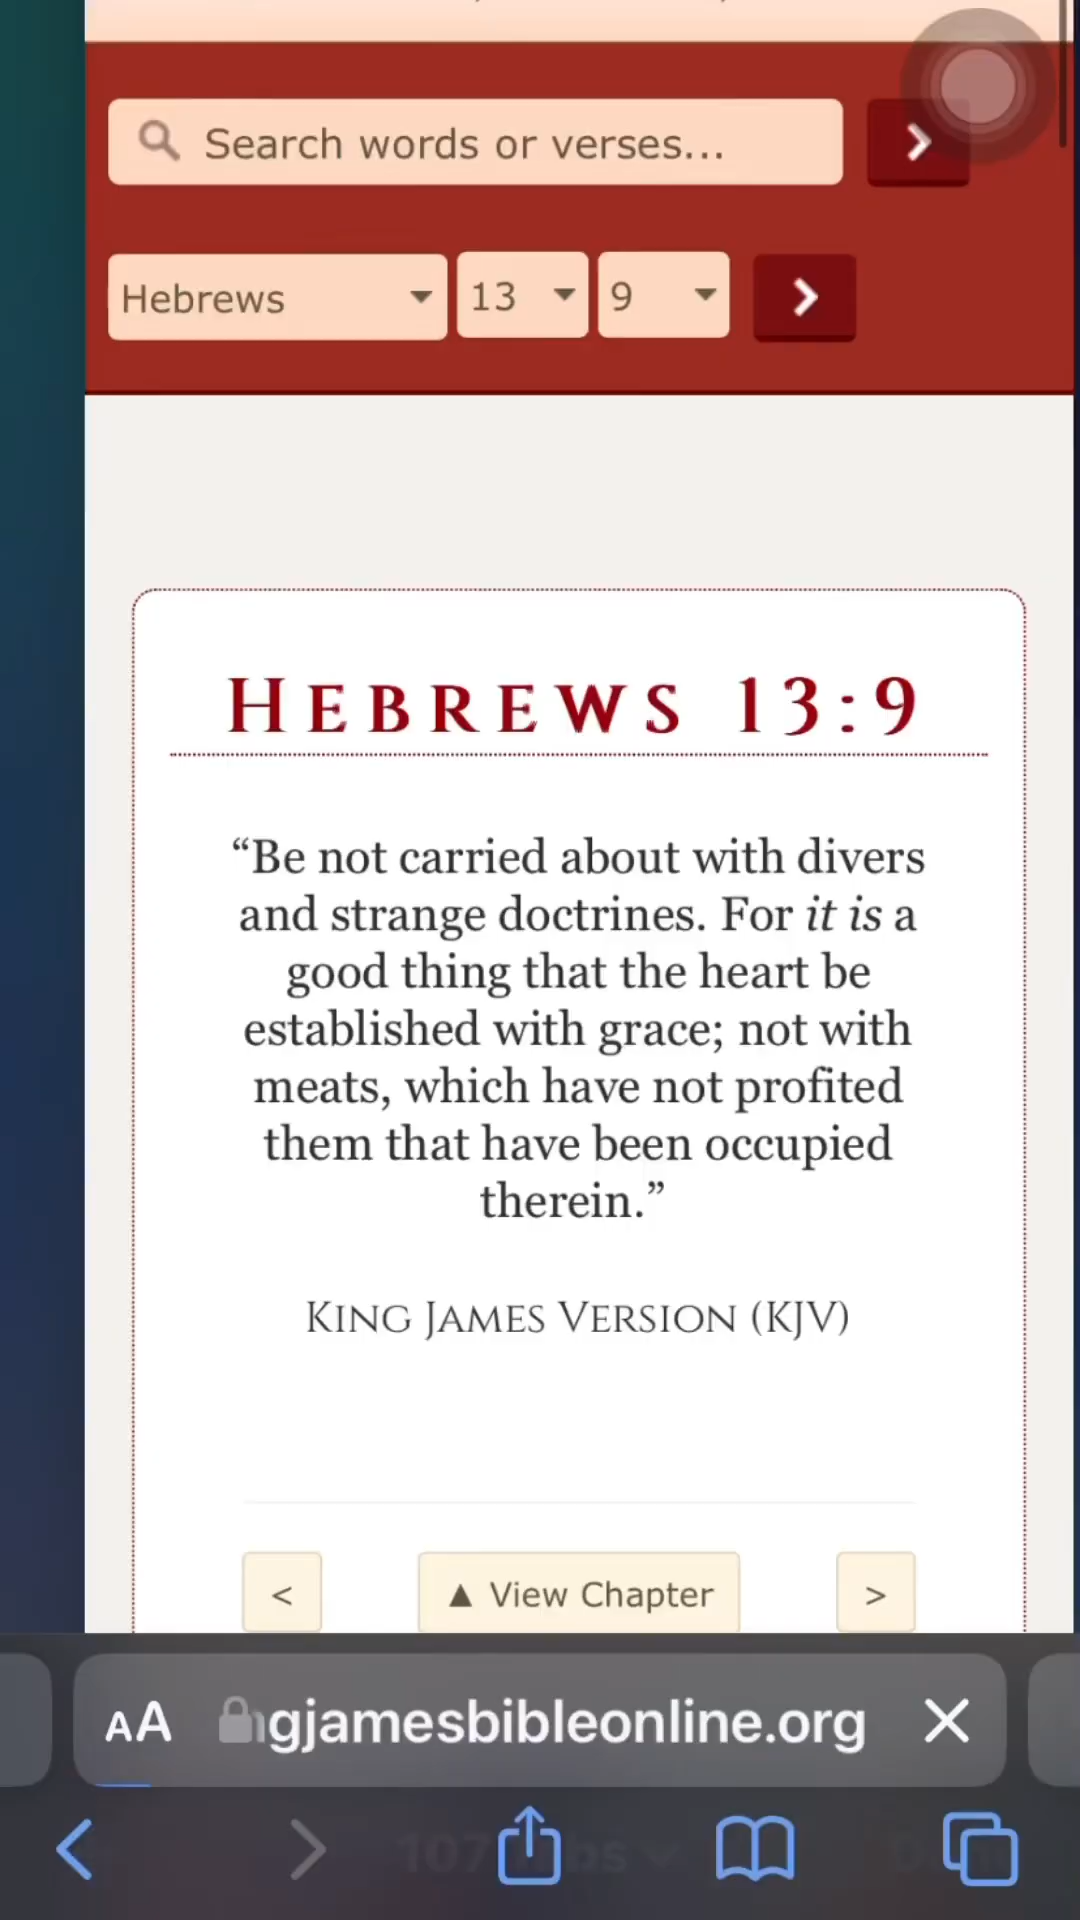 Search words or verses...
Hebrews 13 9
HEBREWS 13:9
“Be not carried about with divers
and strange doctrines. For it is a
good thing that the heart be
established with grace; not with
meats, which have not profited
them that have been occupied
therein.”
KING JAMES VERSION (KJV)
<
▲ View Chapter
>
AA
ngjamesbibleonline.org
107